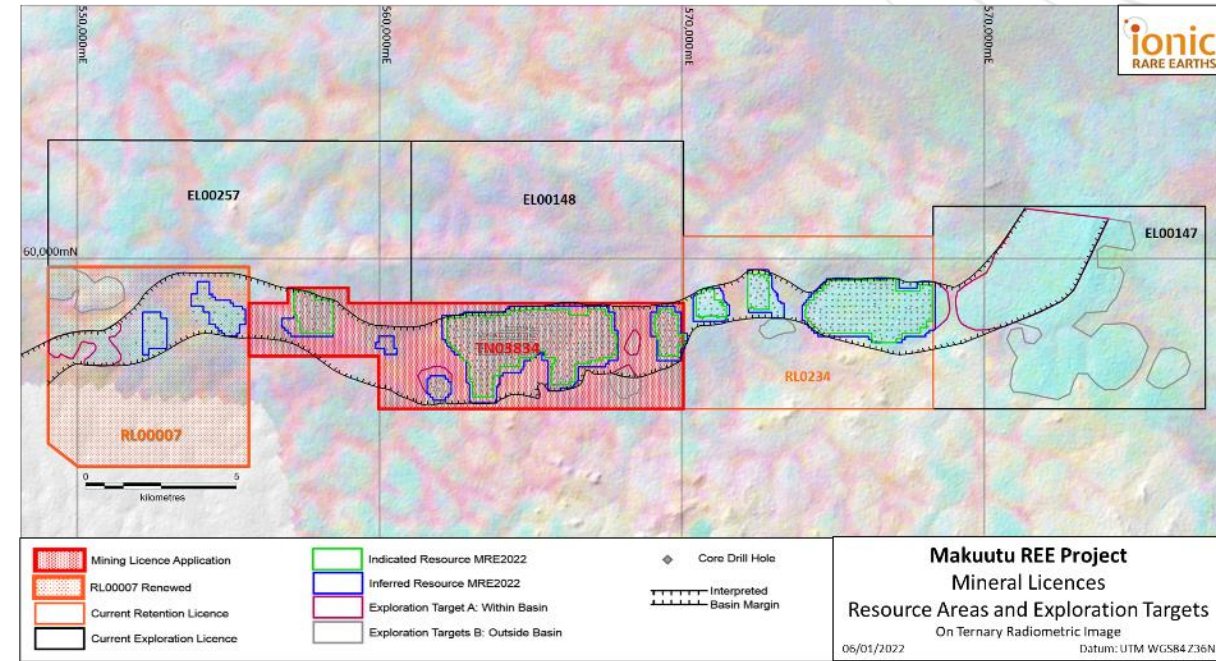 550,000mE
560,000mE
570,000mE
570,000mE
ionic
RARE EARTHS
EL00257
EL00148
EL00147
60,000mN
TN03834
RL0234
RL00007
0 5
kilometres
Mining Licence Application
RL00007 Renewed
Current Retention Licence
Current Exploration Licence
Indicated Resource MRE2022
Inferred Resource MRE2022
Exploration Target A: Within Basin
Exploration Targets B: Outside Basin
Core Drill Hole
Interpreted
Basin Margin
Makuutu REE Project
Mineral Licences
Resource Areas and Exploration Targets
On Ternary Radiometric Image
06/01/2022 Datum: UTM WGS84 Z36N